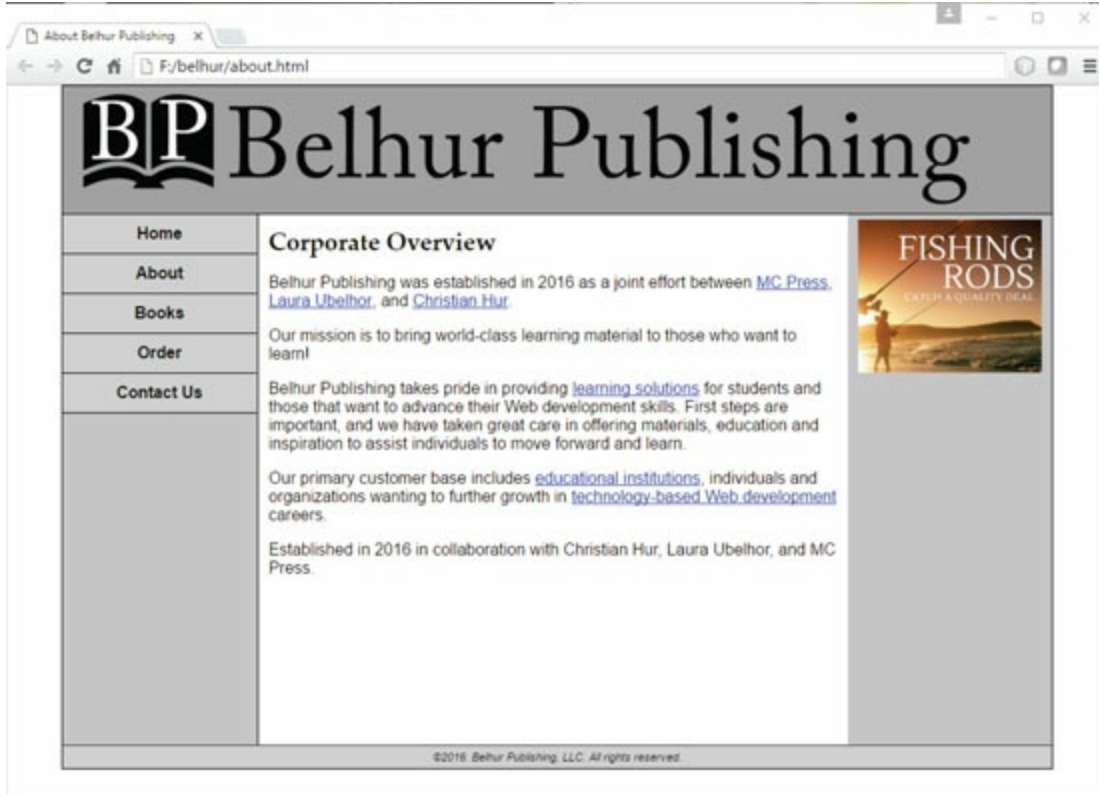 About Belhur Publishing
F:/belhur/about.html
BP Belhur Publishing
Home
About
Books
Order
Contact Us
Corporate Overview
Belhur Publishing was established in 2016 as a joint effort between MC Press,
Laura Ubelhor, and Christian Hur.
Our mission is to bring world-class learning material to those who want to
learn!
Belhur Publishing takes pride in providing learning solutions for students and
those that want to advance their Web development skills. First steps are
important, and we have taken great care in offering materials, education and
inspiration to assist individuals to move forward and learn.
Our primary customer base includes educational institutions, individuals and
organizations wanting to further growth in technology-based Web development
careers.
Established in 2016 in collaboration with Christian Hur, Laura Ubelhor, and MC
Press.
FISHING
RODS
CATCH A QUALITY DEAL
©2016. Belhur Publishing, LLC. All rights reserved.